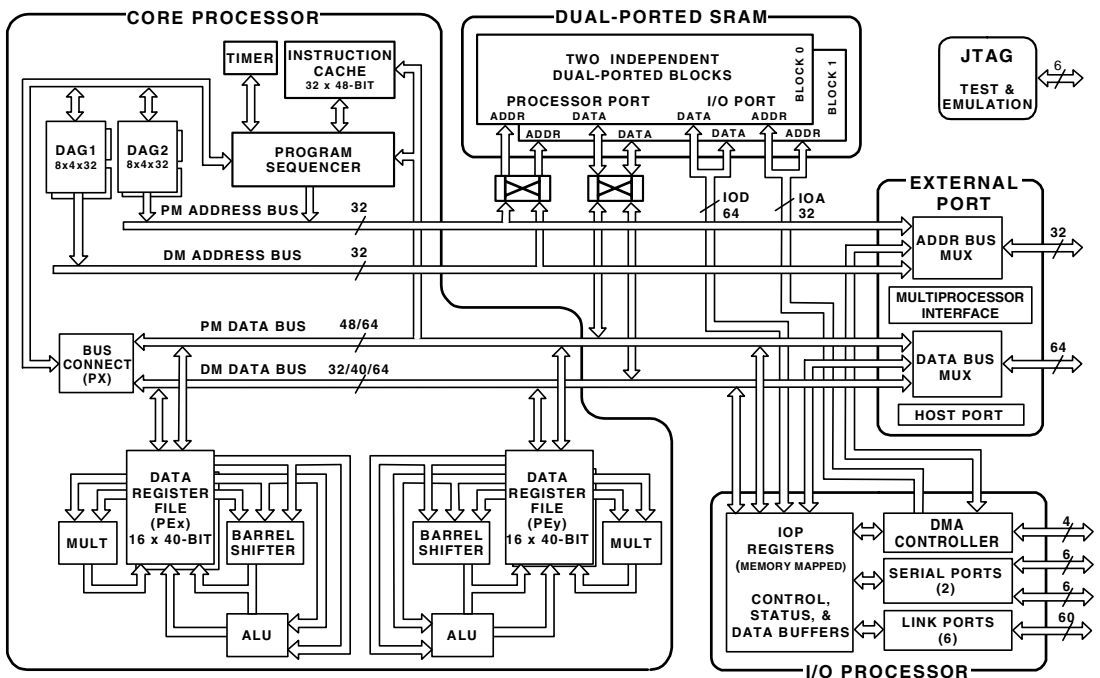 CORE PROCESSOR
TIMER
INSTRUCTION
CACHE
32 x 48-BIT
DAG1
8x4x32
DAG2
8x4x32
PROGRAM
SEQUENCER
PM ADDRESS BUS
32
DM ADDRESS BUS
32
PM DATA BUS
48/64
DM DATA BUS
32/40/64
BUS
CONNECT
(PX)
DATA
REGISTER
FILE
(PEx)
16 x 40-BIT
MULT
BARREL
SHIFTER
ALU
DATA
REGISTER
FILE
(PEy)
16 x 40-BIT
BARREL
SHIFTER
MULT
ALU
DUAL-PORTED SRAM
TWO INDEPENDENT
DUAL-PORTED BLOCKS
PROCESSOR PORT
I/O PORT
ADDR
DATA
DATA
ADDR
BLOCK 0
ADDR
DATA
DATA
ADDR
BLOCK 1
IOD
64
IOA
32
JTAG
TEST &
EMULATION
6
EXTERNAL
PORT
ADDR BUS
MUX
32
MULTIPROCESSOR
INTERFACE
DATA BUS
MUX
64
HOST PORT
IOP
REGISTERS
(MEMORY MAPPED)
CONTROL,
STATUS, &
DATA BUFFERS
DMA
CONTROLLER
4
SERIAL PORTS
(2)
6
6
LINK PORTS
(6)
60
I/O PROCESSOR